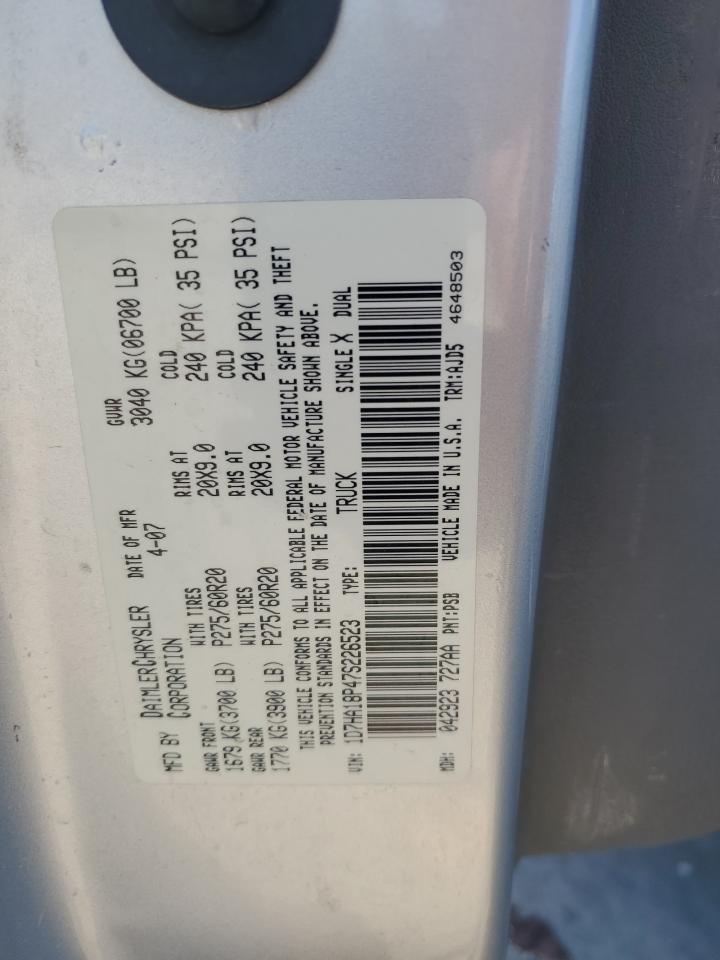 MFD BY DAIMLERCHRYSLER CORPORATION DATE OF MFR 4-07 GVWR 3040 KG(06700 LB)
GAWR FRONT WITH TIRES RIMS AT COLD
1679 KG(3700 LB) P275/60R20 20X9.0 240 KPA( 35 PSI)
GAWR REAR WITH TIRES RIMS AT COLD
1770 KG(3900 LB) P275/60R20 20X9.0 240 KPA( 35 PSI)
THIS VEHICLE CONFORMS TO ALL APPLICABLE FEDERAL MOTOR VEHICLE SAFETY AND THEFT
PREVENTION STANDARDS IN EFFECT ON THE DATE OF MANUFACTURE SHOWN ABOVE.
VIN: 1D7HA18P47S226523 TYPE: TRUCK SINGLE X DUAL
MDH: 042923 727AA PNT:PSB VEHICLE MADE IN U.S.A. TRM:AJD5 4648503